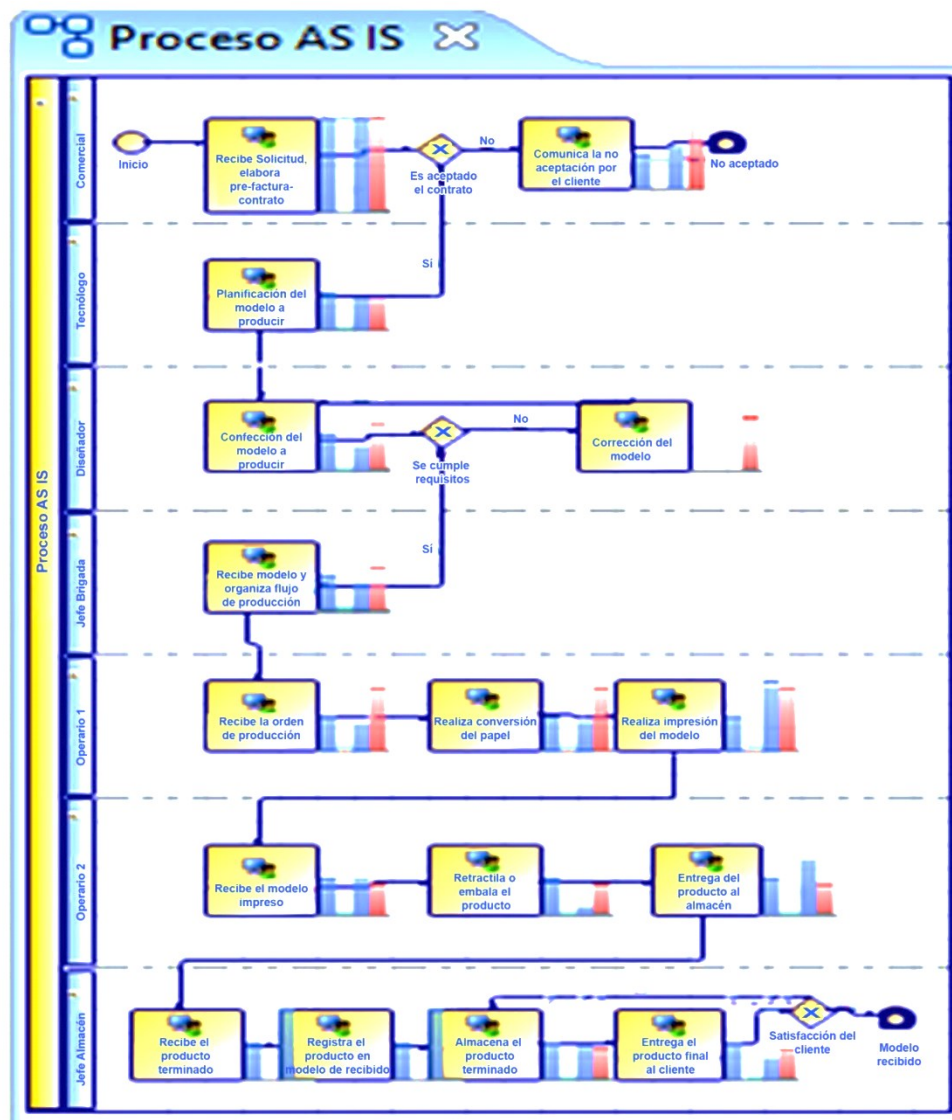 Proceso AS IS
Proceso AS IS
Comercial
Inicio
Recibe Solicitud,
elabora
pre-factura-
contrato
Es aceptado
el contrato
No
Comunica la no
aceptación por
el cliente
No aceptado
Tecnólogo
Si
Planificación del
modelo a
producir
Diseñador
Confección del
modelo a
producir
Se cumple
requisitos
No
Corrección del
modelo
Jefe Brigada
Si
Recibe modelo y
organiza flujo
de producción
Operario 1
Recibe la orden
de producción
Realiza conversión
del papel
Realiza impresión
del modelo
Operario 2
Recibe el modelo
impreso
Retractila o
embala el
producto
Entrega del
producto al
almacén
Jefe Almacén
Recibe el
producto
terminado
Registra el
producto en
modelo de recibido
Almacena el
producto
terminado
Entrega el
producto final
al cliente
Satisfacción del
cliente
Modelo
recibido